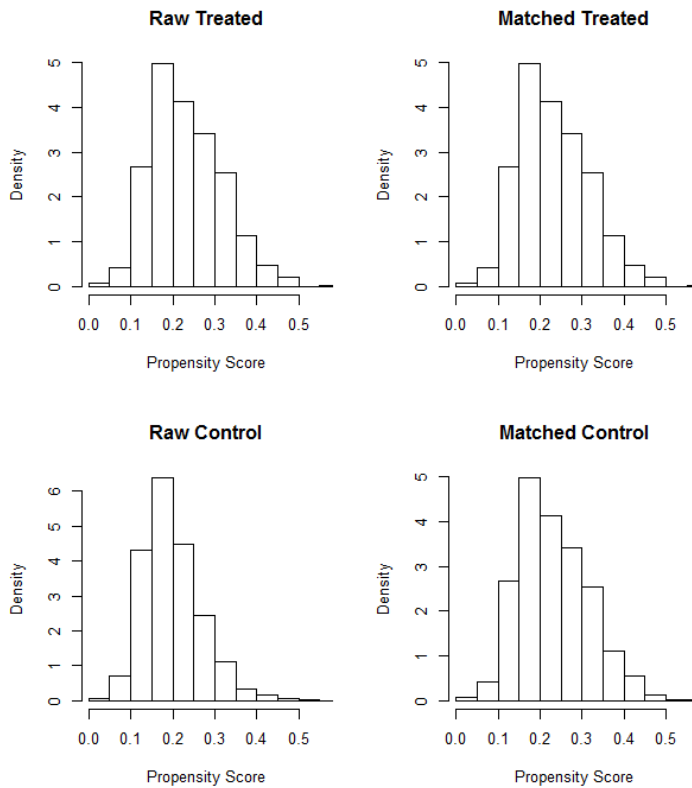 Raw Treated
Density
0 1 2 3 4 5
0.0 0.1 0.2 0.3 0.4 0.5
Propensity Score
Matched Treated
Density
0 1 2 3 4 5
0.0 0.1 0.2 0.3 0.4 0.5
Propensity Score
Raw Control
Density
0 1 2 3 4 5 6
0.0 0.1 0.2 0.3 0.4 0.5
Propensity Score
Matched Control
Density
0 1 2 3 4 5
0.0 0.1 0.2 0.3 0.4 0.5
Propensity Score